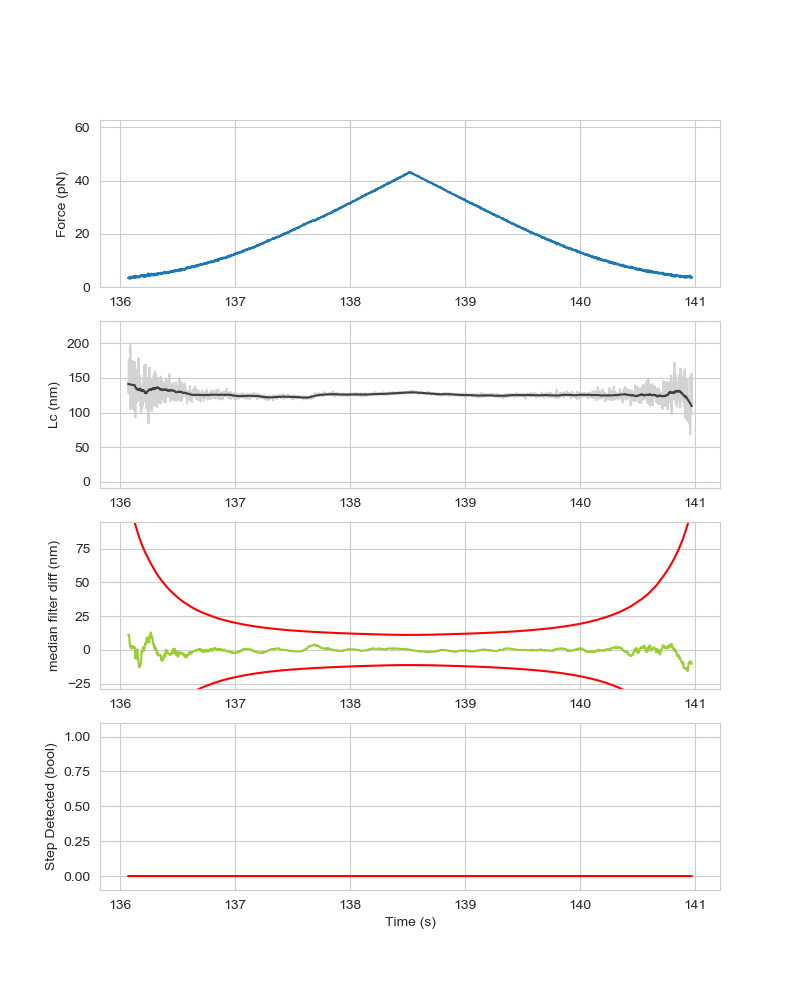 60
40
20
0
Force (pN)
136 137 138 139 140 141
200
150
100
50
0
Lc (nm)
136 137 138 139 140 141
75
50
25
0
−25
median filter diff (nm)
136 137 138 139 140 141
1.00
0.75
0.50
0.25
0.00
Step Detected (bool)
136 137 138 139 140 141
Time (s)